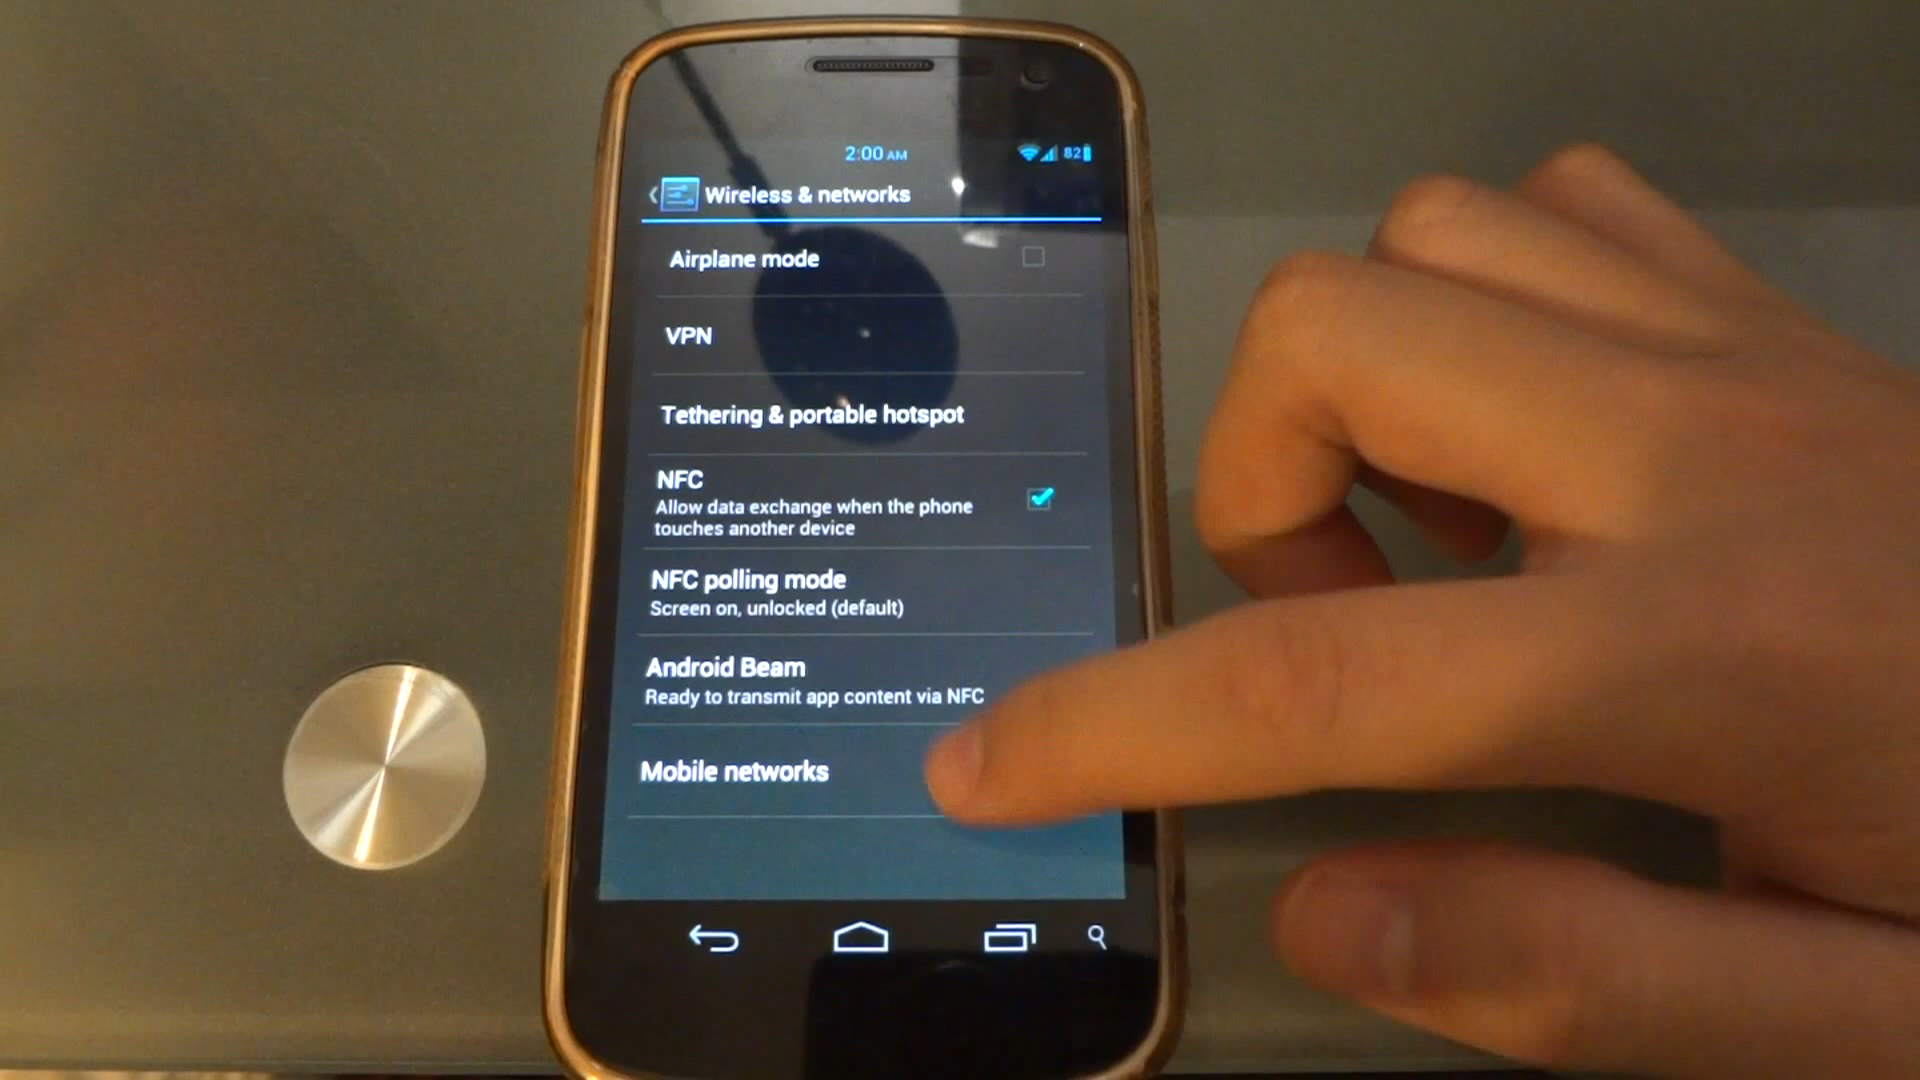 2:00 AM 82
Wireless & networks
Airplane mode
VPN
Tethering & portable hotspot
NFC
Allow data exchange when the phone
touches another device
NFC polling mode
Screen on, unlocked (default)
Android Beam
Ready to transmit app content via NFC
Mobile networks